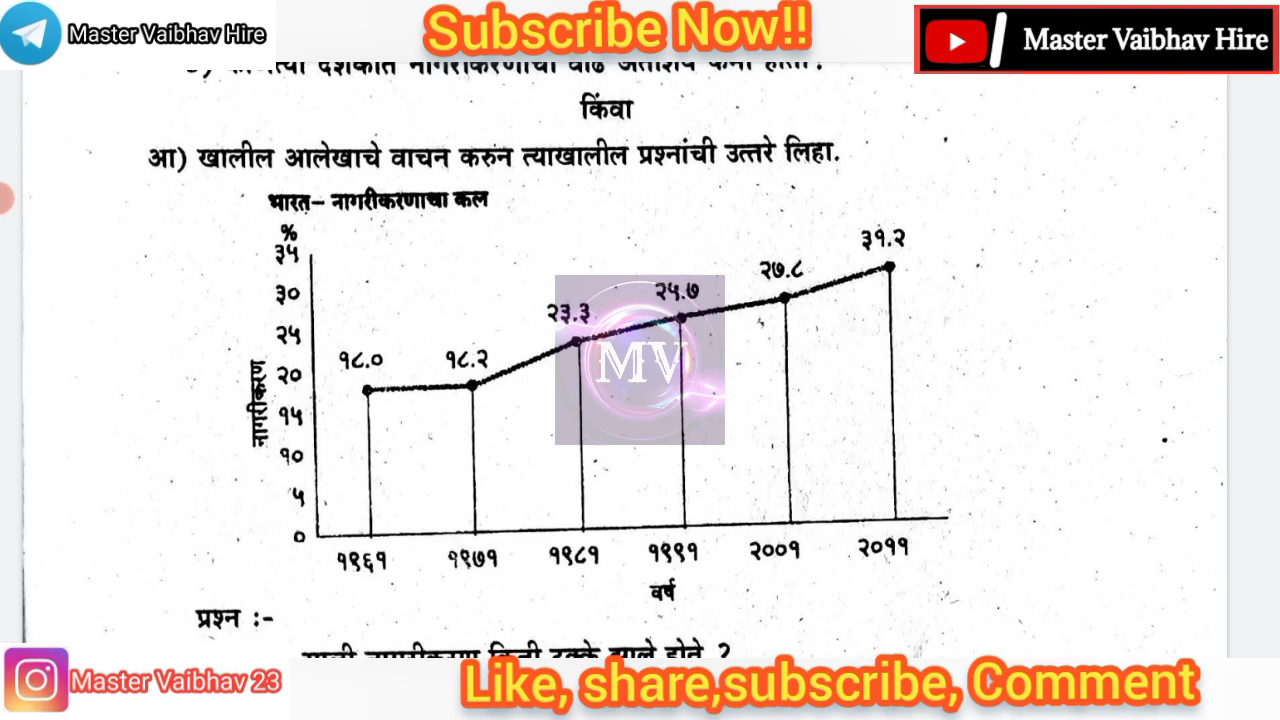 Master Vaibhav Hire
Subscribe Now!!
Master Vaibhav Hire
किंवा
आ) खालील आलेखाचे वाचन करुन त्याखालील प्रश्नांची उत्तरे लिहा.
भारत– नागरीकरणाचा कल
%
३५
३०
२५
२०
१५
१०
५
०
नागरीकरण
१८.०
१८.२
२३.३
२५.७
२७.८
३१.२
MV
१९६१ १९७१ १९८१ १९९१ २००१ २०११
वर्ष
प्रश्न :-
Master Vaibhav 23
Like, share,subscribe, Comment